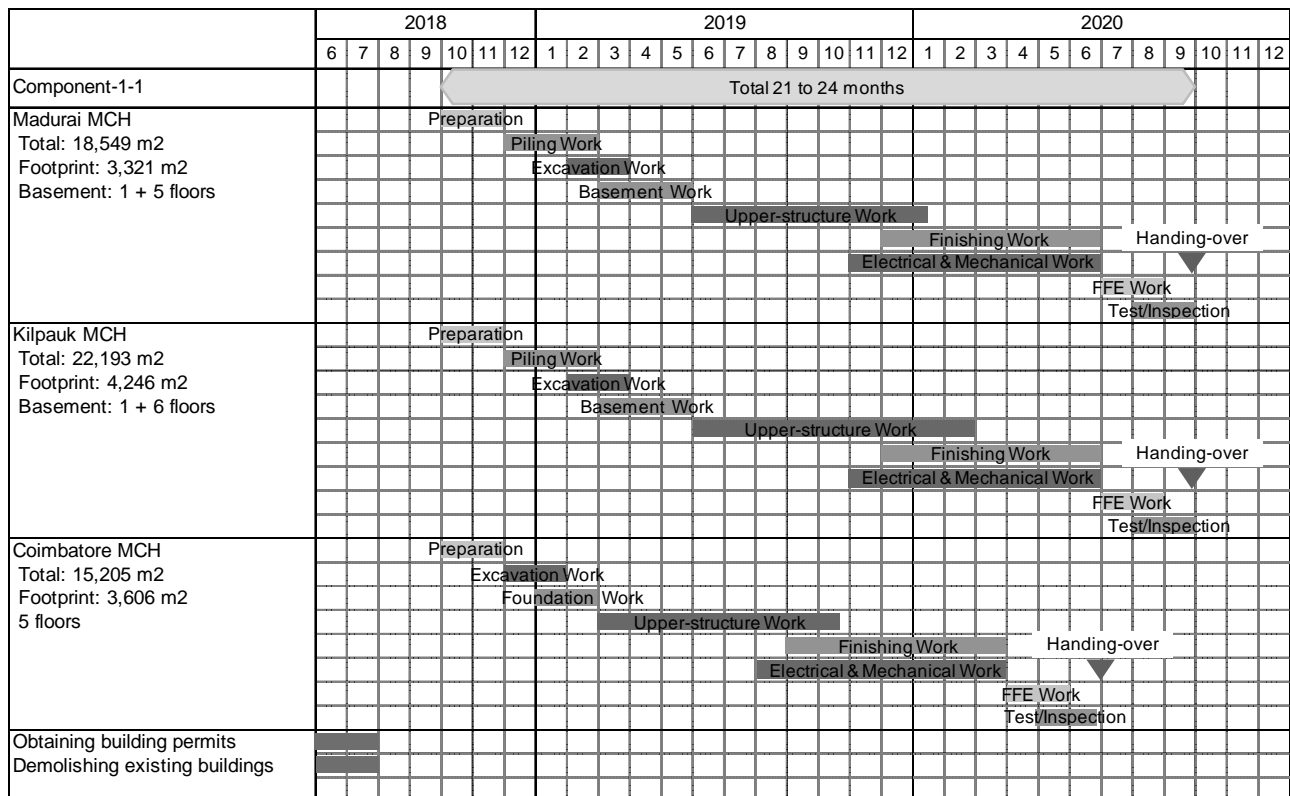 2018 2019 2020
6 7 8 9 10 11 12 1 2 3 4 5 6 7 8 9 10 11 12 1 2 3 4 5 6 7 8 9 10 11 12
Component-1-1 Total 21 to 24 months
Madurai MCH Preparation
Total: 18,549 m2 Piling Work
Footprint: 3,321 m2 Excavation Work
Basement: 1 + 5 floors Basement Work
Upper-structure Work
Finishing Work Handing-over
Electrical & Mechanical Work
FFE Work
Test/Inspection
Kilpauk MCH Preparation
Total: 22,193 m2 Piling Work
Footprint: 4,246 m2 Excavation Work
Basement: 1 + 6 floors Basement Work
Upper-structure Work
Finishing Work Handing-over
Electrical & Mechanical Work
FFE Work
Test/Inspection
Coimbatore MCH Preparation
Total: 15,205 m2 Excavation Work
Footprint: 3,606 m2 Foundation Work
5 floors Upper-structure Work
Finishing Work Handing-over
Electrical & Mechanical Work
FFE Work
Test/Inspection
Obtaining building permits
Demolishing existing buildings